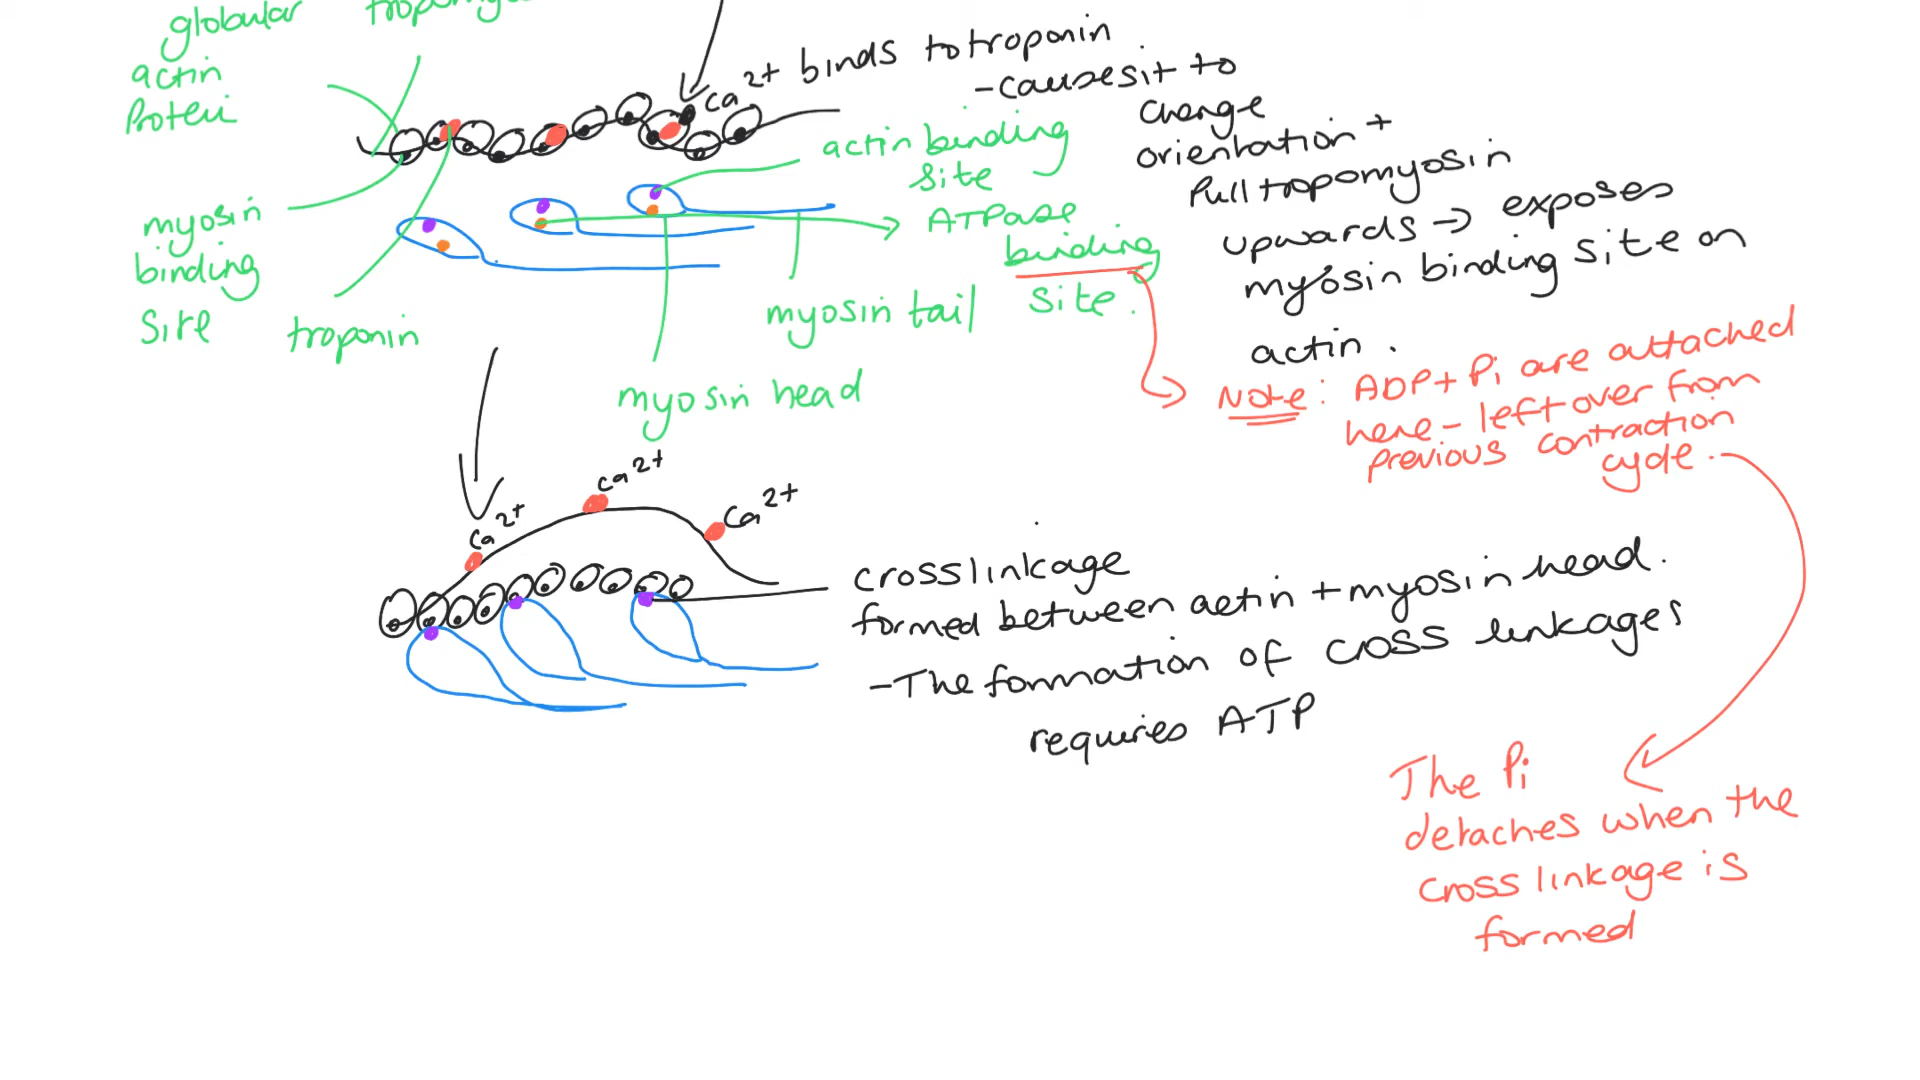 globular
actin
Protein
myosin
binding
site
troponin
Ca2+ binds to troponin
- causes it to
change
orientation +
Pull tropomyosin
upwards → exposes
myosin binding site on
actin.
actin binding
site
ATPase
binding
site.
myosin tail
myosin head
Note: ADP + Pi are attached
here - left over from
previous contraction
cycle.
Ca2+
Ca2+
Ca2+
cross linkage
formed between actin + myosin head.
- The formation of cross linkages
requires ATP
The Pi
detaches when the
cross linkage is
formed